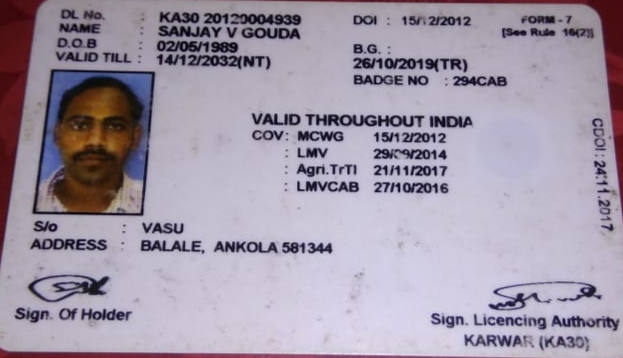 DL No. : KA30 20120004939 DOI : 15/12/2012 FORM - 7
NAME : SANJAY V GOUDA [See Rule 16(2)]
D.O.B : 02/05/1989 B.G. :
VALID TILL : 14/12/2032(NT) 26/10/2019(TR)
BADGE NO : 294CAB
VALID THROUGHOUT INDIA
COV: MCWG 15/12/2012
: LMV 29/09/2014
: Agri.TrTl 21/11/2017
: LMVCAB 27/10/2016
CDOI : 24.11.2017
S/o : VASU
ADDRESS : BALALE, ANKOLA 581344
Sign. Of Holder
Sign. Licencing Authority
KARWAR (KA30)